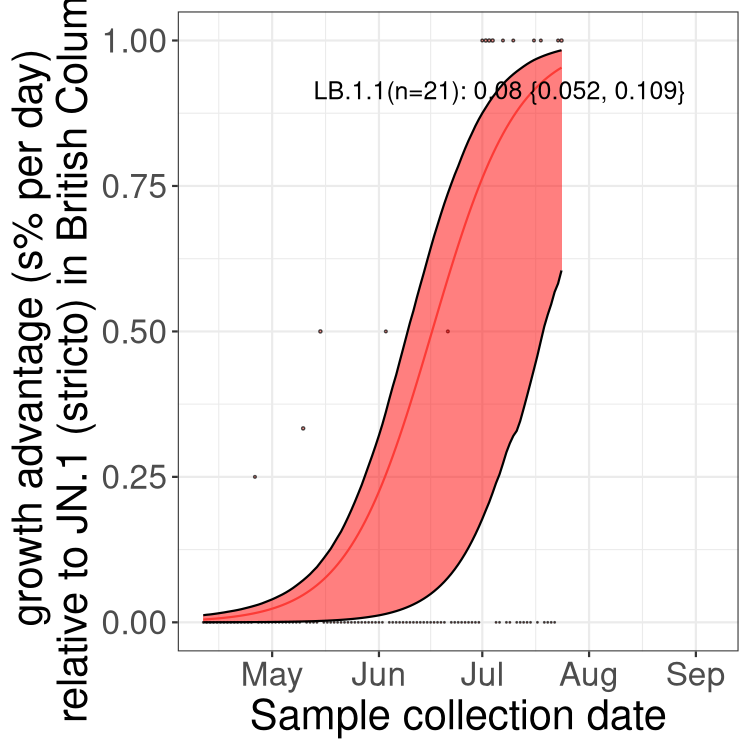 growth advantage (s% per day)
relative to JN.1 (stricto) in British Colum
1.00
0.75
0.50
0.25
0.00
LB.1.1(n=21): 0.08 {0.052, 0.109}
May Jun Jul Aug Sep
Sample collection date